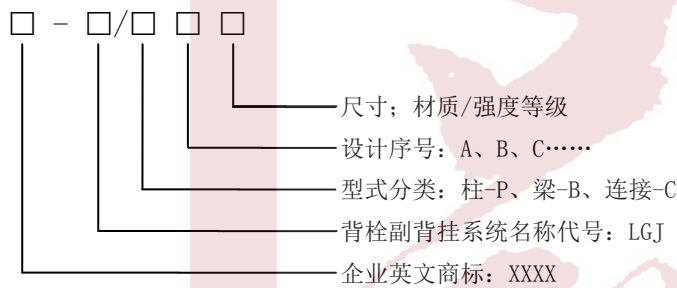 □ - □/□ □ □
尺寸；材质/强度等级
设计序号：A、B、C……
型式分类：柱-P、梁-B、连接-C
背栓副背挂系统名称代号：LGJ
企业英文商标：XXXX